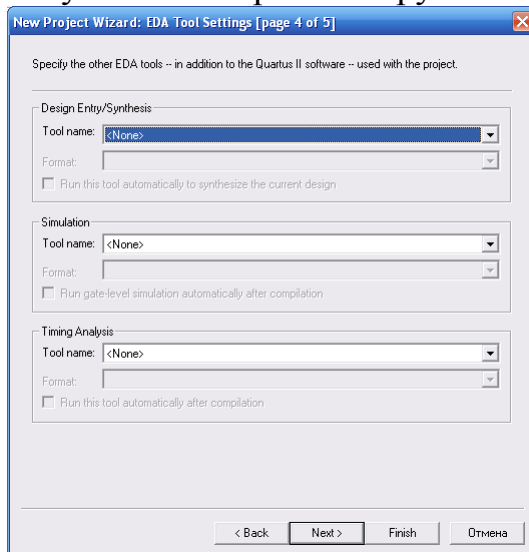 New Project Wizard: EDA Tool Settings [page 4 of 5]
Specify the other EDA tools -- in addition to the Quartus II software -- used with the project.
Design Entry/Synthesis
Tool name: <None>
Format:
Run this tool automatically to synthesize the current design
Simulation
Tool name: <None>
Format:
Run gate-level simulation automatically after compilation
Timing Analysis
Tool name: <None>
Format:
Run this tool automatically after compilation
< Back Next > Finish Отмена